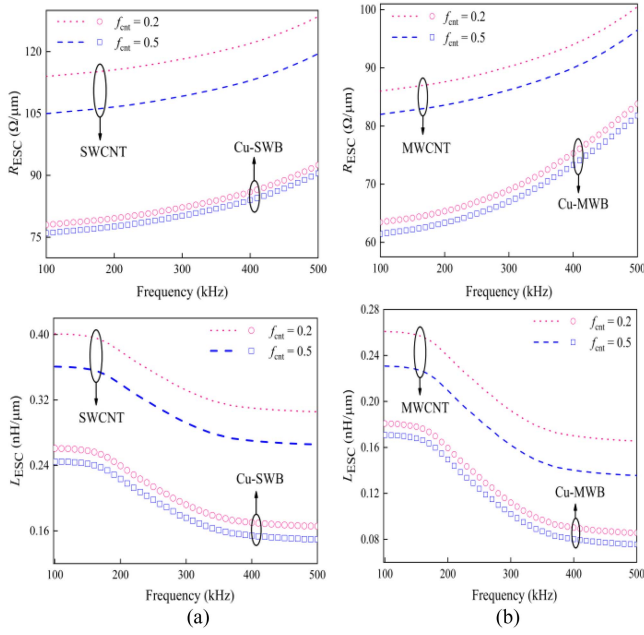 f_cnt = 0.2
f_cnt = 0.5
R_ESC (Ω/μm)
120
105
90
75
SWCNT
Cu-SWB
100 200 300 400 500
Frequency (kHz)
f_cnt = 0.2
f_cnt = 0.5
R_ESC (Ω/μm)
100
90
80
70
60
MWCNT
Cu-MWB
100 200 300 400 500
Frequency (kHz)
f_cnt = 0.2
f_cnt = 0.5
L_ESC (nH/μm)
0.40
0.32
0.24
0.16
SWCNT
Cu-SWB
100 200 300 400 500
Frequency (kHz)
(a)
f_cnt = 0.2
f_cnt = 0.5
L_ESC (nH/μm)
0.28
0.24
0.20
0.16
0.12
0.08
MWCNT
Cu-MWB
100 200 300 400 500
Frequency (kHz)
(b)